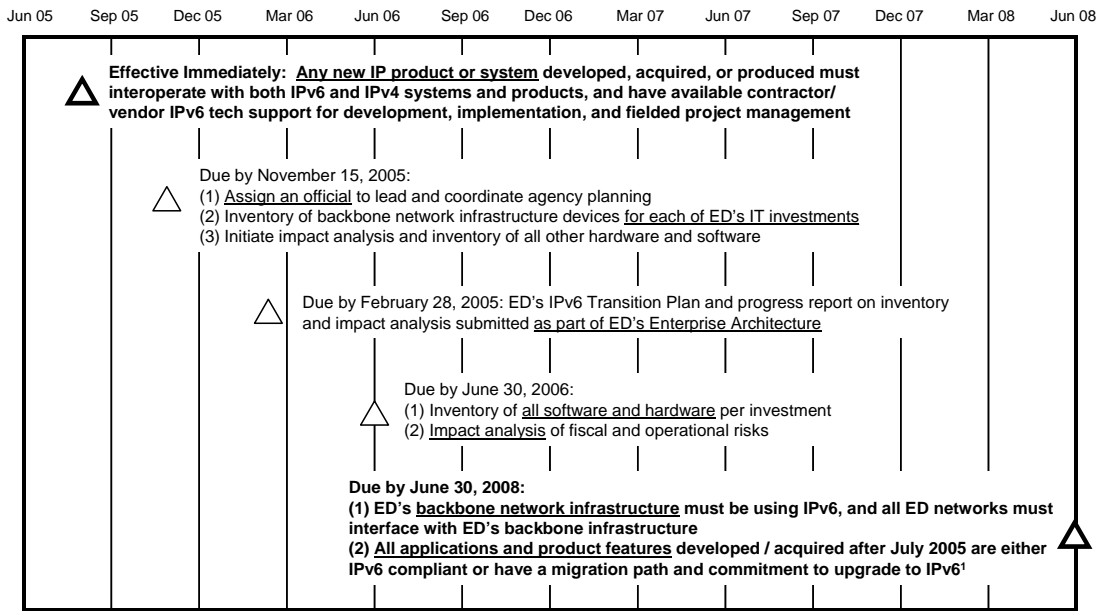 Jun 05 Sep 05 Dec 05 Mar 06 Jun 06 Sep 06 Dec 06 Mar 07 Jun 07 Sep 07 Dec 07 Mar 08 Jun 08
Effective Immediately: Any new IP product or system developed, acquired, or produced must
interoperate with both IPv6 and IPv4 systems and products, and have available contractor/
vendor IPv6 tech support for development, implementation, and fielded project management
Due by November 15, 2005:
(1) Assign an official to lead and coordinate agency planning
(2) Inventory of backbone network infrastructure devices for each of ED's IT investments
(3) Initiate impact analysis and inventory of all other hardware and software
Due by February 28, 2005: ED's IPv6 Transition Plan and progress report on inventory
and impact analysis submitted as part of ED's Enterprise Architecture
Due by June 30, 2006:
(1) Inventory of all software and hardware per investment
(2) Impact analysis of fiscal and operational risks
Due by June 30, 2008:
(1) ED's backbone network infrastructure must be using IPv6, and all ED networks must
interface with ED's backbone infrastructure
(2) All applications and product features developed / acquired after July 2005 are either
IPv6 compliant or have a migration path and commitment to upgrade to IPv6¹